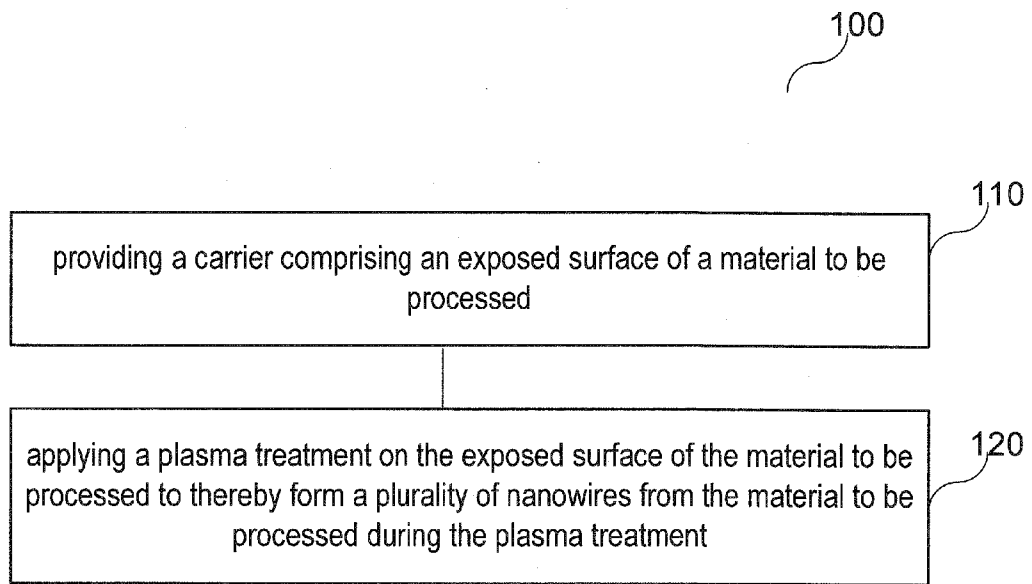 100
110
providing a carrier comprising an exposed surface of a material to be
processed
120
applying a plasma treatment on the exposed surface of the material to be
processed to thereby form a plurality of nanowires from the material to be
processed during the plasma treatment